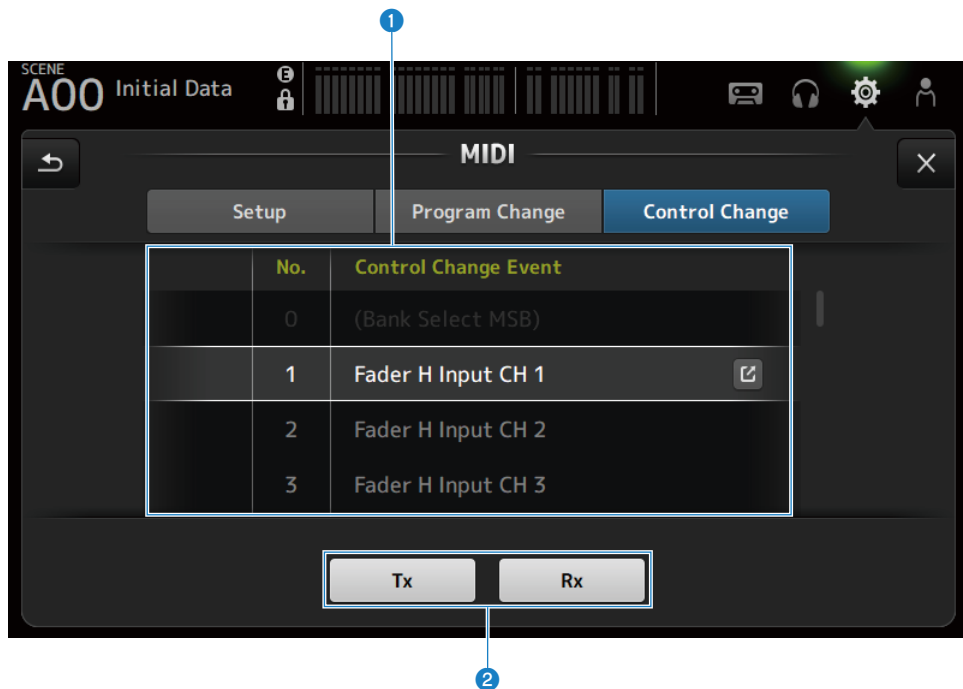 1
SCENE
A00 Initial Data E
MIDI
Setup Program Change Control Change
No. Control Change Event
0 (Bank Select MSB)
1 Fader H Input CH 1
2 Fader H Input CH 2
3 Fader H Input CH 3
Tx Rx
2